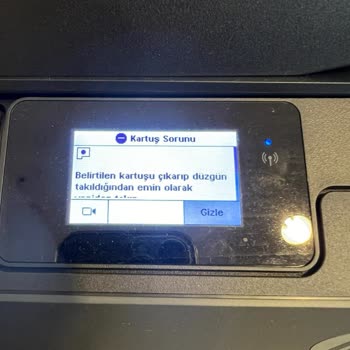 Kartuş Sorunu
Belirtilen kartuşu çıkarıp düzgün
takıldığından emin olarak
Gizle